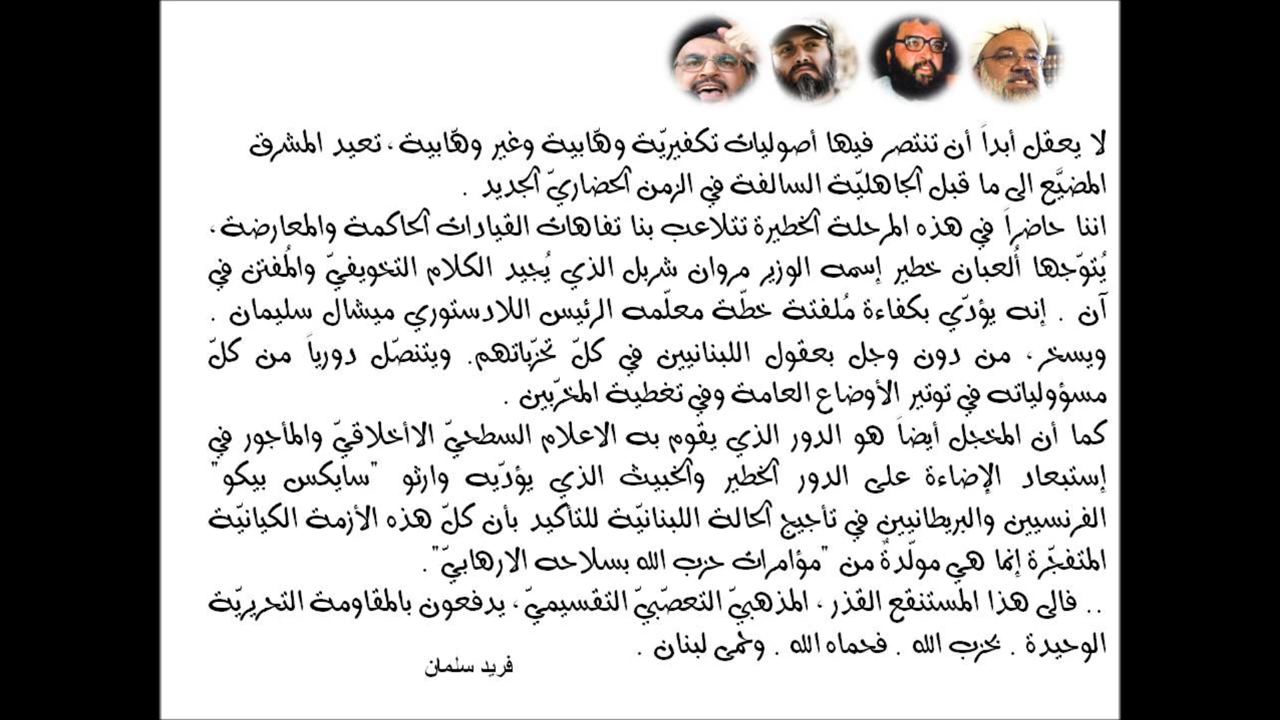 لا يعقل أبداً أن تنتصر فيها أصوليات تكفيريّة وهّابية وغير وهّابية، تعيد المشرق
المضيَّع الى ما قبل الجاهليّة السالفة في الزمن الحضاريّ الجديد .
اننا حاضراً في هذه المرحلة الخطيرة تتلاعب بنا تفاهات القيادات الحاكمة والمعارضة،
يُتوّجها أُلعبان خطير إسمه الوزير مروان شربل الذي يُجيد الكلام التخويفيّ والمُفتن في
آن . إنه يؤدّي بكفاءة مُلفتة خطّة معلّمه الرئيس اللادستوري ميشال سليمان .
ويسخر، من دون وجل بعقول اللبنانيين في كلّ تحزّباتهم. ويتنصّل دورياً من كلّ
مسؤولياته في توتير الأوضاع العامة وفي تغطية المخرّبين .
كما أن المخجل أيضاً هو الدور الذي يقوم به الاعلام السطحيّ الاأخلاقيّ والمأجور في
إستبعاد الإضاءة على الدور الخطير والخبيث الذي يؤدّيه وارثو "سايكس بيكو"
الفرنسيين والبريطانيين في تأجيج الحالة اللبنانيّة للتأكيد بأن كلّ هذه الأزمة الكيانيّة
المتفجّرة إنما هي مولّدةٌ من "مؤامرات حزب الله بسلاحه الارهابيّ".
.. فالى هذا المستنقع القذر، المذهبيّ التعصّبيّ التقسيميّ، يدفعون بالمقاومة التحريريّة
الوحيدة . بحزب الله . فحماه الله . وحمى لبنان .
فريد سلمان